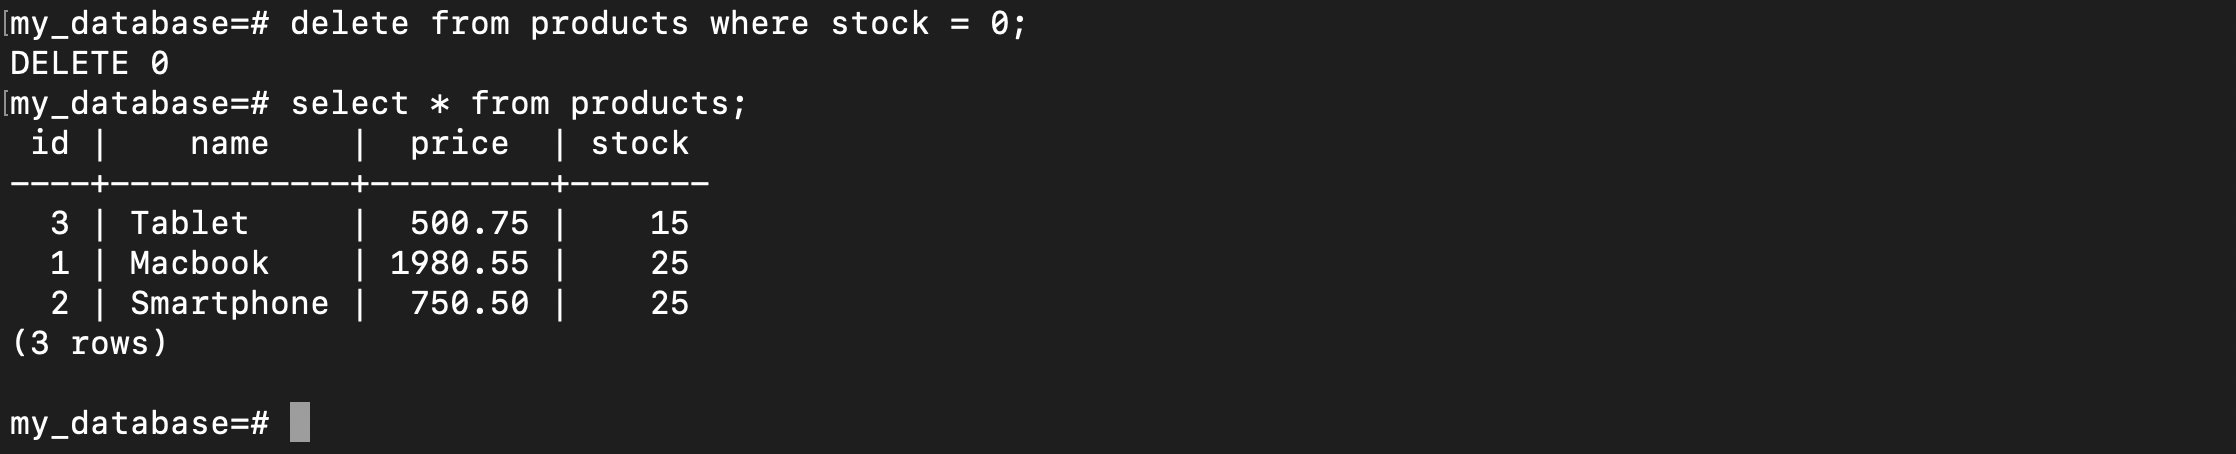 [my_database=# delete from products where stock = 0;
DELETE 0
[my_database=# select * from products;
 id |    name    |  price  | stock
----+------------+---------+-------
  3 | Tablet     |  500.75 |    15
  1 | Macbook    | 1980.55 |    25
  2 | Smartphone |  750.50 |    25
(3 rows)

my_database=#